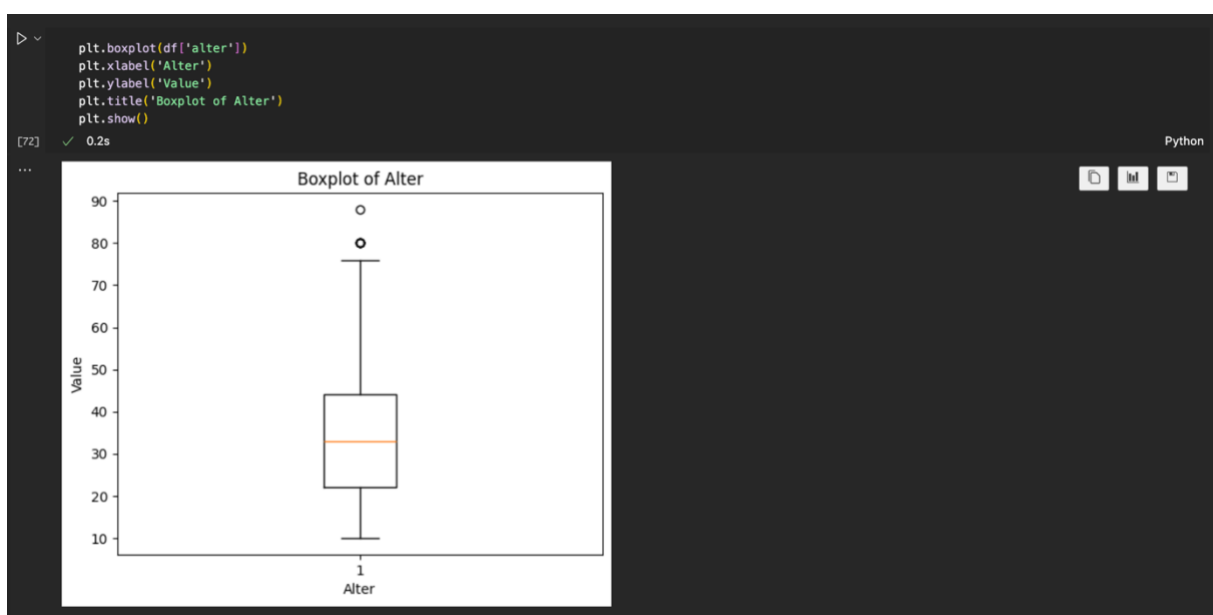 plt.boxplot(df['alter'])
plt.xlabel('Alter')
plt.ylabel('Value')
plt.title('Boxplot of Alter')
plt.show()
[72]
0.2s
Python
...
Boxplot of Alter
90
80
70
60
50
40
30
20
10
Value
1
Alter